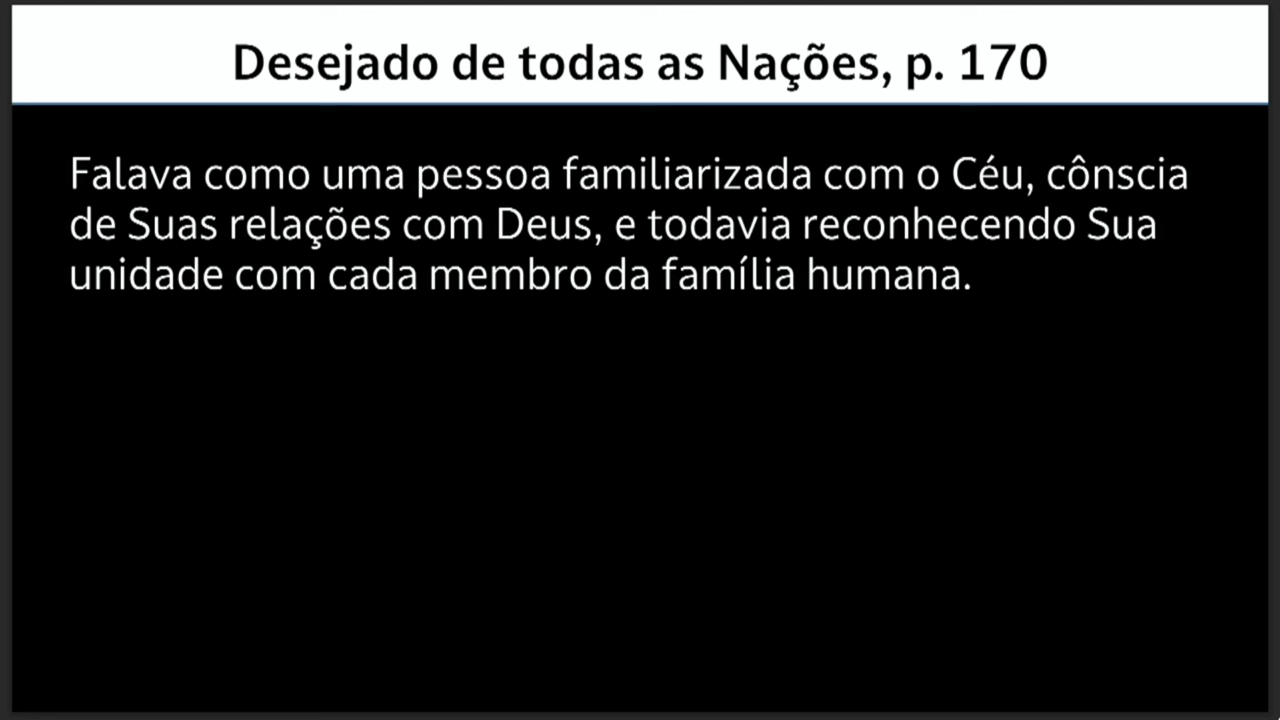 Desejado de todas as Nações, p. 170
Falava como uma pessoa familiarizada com o Céu, cônscia
de Suas relações com Deus, e todavia reconhecendo Sua
unidade com cada membro da família humana.